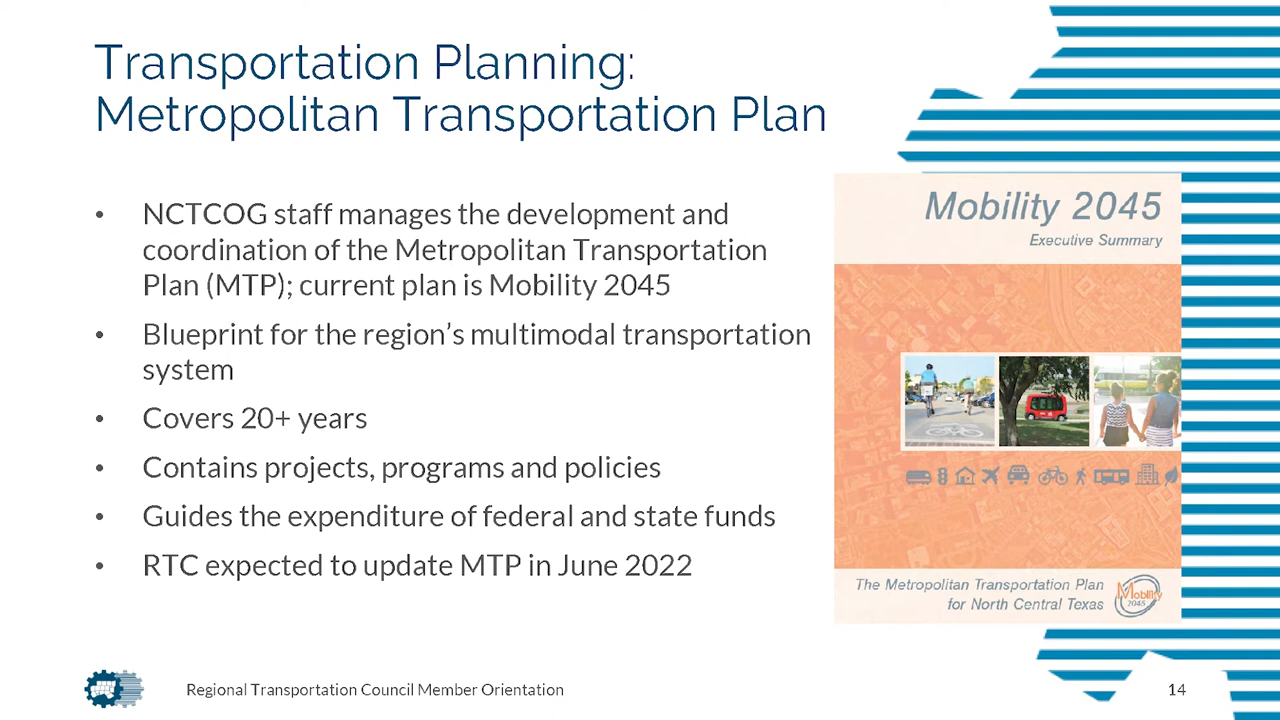 Transportation Planning:
Metropolitan Transportation Plan
• NCTCOG staff manages the development and
coordination of the Metropolitan Transportation
Plan (MTP); current plan is Mobility 2045
• Blueprint for the region’s multimodal transportation
system
• Covers 20+ years
• Contains projects, programs and policies
• Guides the expenditure of federal and state funds
• RTC expected to update MTP in June 2022
Mobility 2045
Executive Summary
The Metropolitan Transportation Plan
for North Central Texas
Mobility
2045
Regional Transportation Council Member Orientation
14